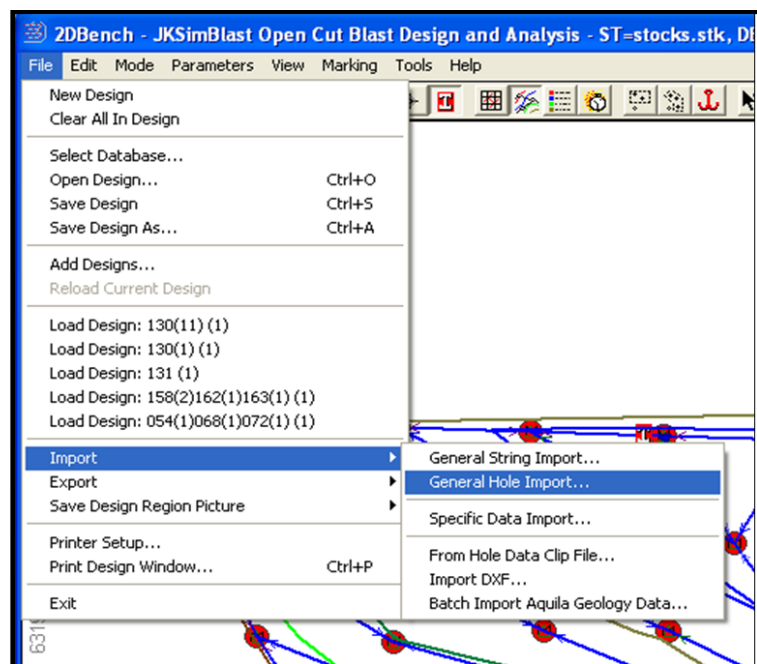 2DBench - JKSimBlast Open Cut Blast Design and Analysis - ST=stocks.stk, DE
File Edit Mode Parameters View Marking Tools Help
New Design
Clear All In Design
Select Database...
Open Design... Ctrl+O
Save Design Ctrl+S
Save Design As... Ctrl+A
Add Designs...
Reload Current Design
Load Design: 130(11) (1)
Load Design: 130(1) (1)
Load Design: 131 (1)
Load Design: 158(2)162(1)163(1) (1)
Load Design: 054(1)068(1)072(1) (1)
Import
Export
Save Design Region Picture
Printer Setup...
Print Design Window... Ctrl+P
Exit
General String Import...
General Hole Import...
Specific Data Import...
From Hole Data Clip File...
Import DXF...
Batch Import Aquila Geology Data...